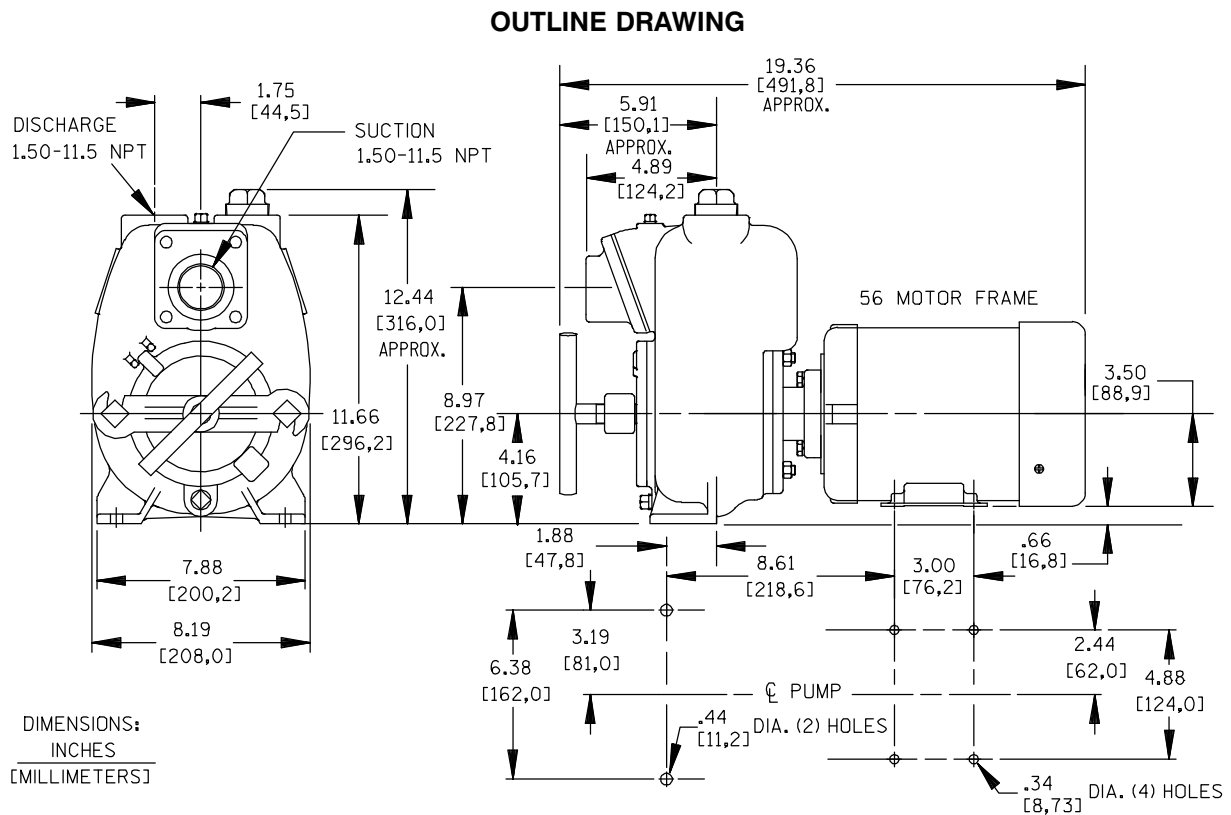 OUTLINE DRAWING
19.36
[491,8]
APPROX.
1.75
[44,5]
5.91
[150,1]
APPROX.
DISCHARGE
1.50-11.5 NPT
SUCTION
1.50-11.5 NPT
4.89
[124,2]
12.44
[316,0]
APPROX.
56 MOTOR FRAME
3.50
[88,9]
8.97
[227,8]
11.66
[296,2]
4.16
[105,7]
1.88
[47,8]
.66
[16,8]
8.61
[218,6]
3.00
[76,2]
7.88
[200,2]
8.19
[208,0]
3.19
[81,0]
6.38
[162,0]
2.44
[62,0]
4.88
[124,0]
℄ PUMP
.44
[11,2] DIA. (2) HOLES
DIMENSIONS:
INCHES
[MILLIMETERS]
.34
[8,73] DIA. (4) HOLES